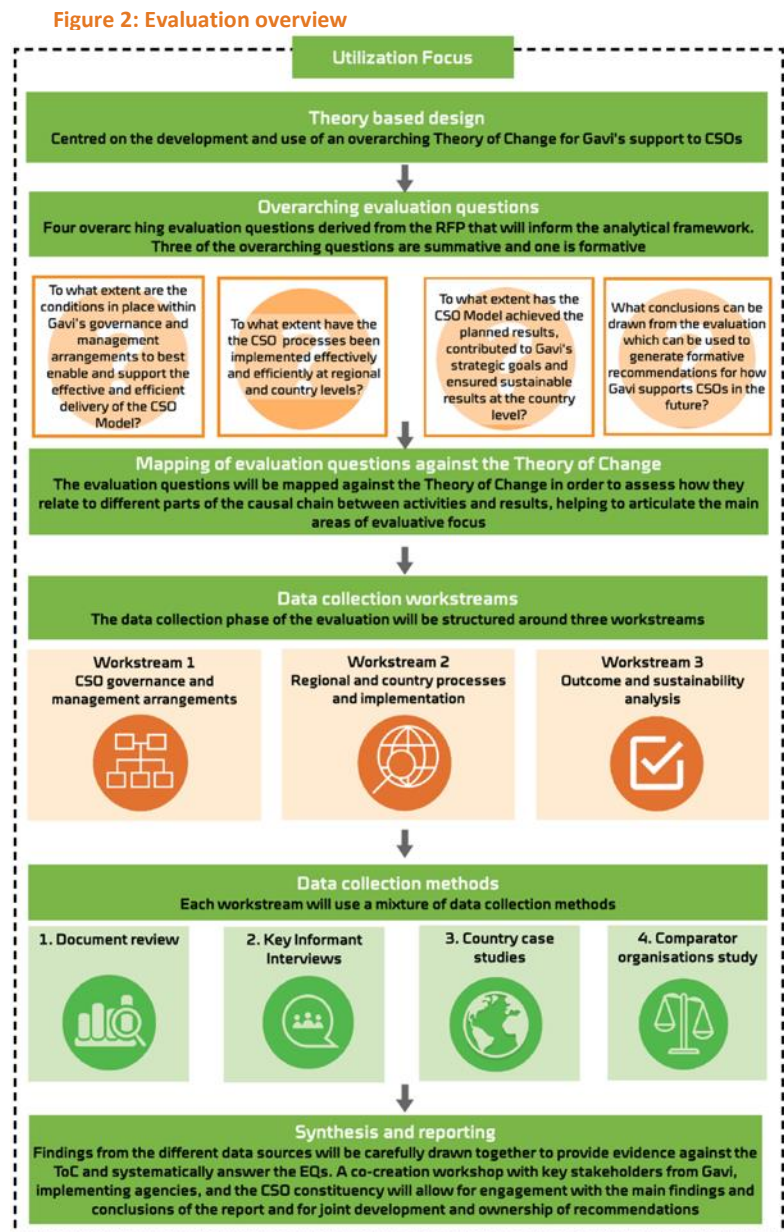 Figure 2: Evaluation overview
Utilization Focus
Theory based design
Centred on the development and use of an overarching Theory of Change for Gavi's support to CSOs
Overarching evaluation questions
Four overarc hing evaluation questions derived from the RFP that will inform the analytical framework.
Three of the overarching questions are summative and one is formative
To what extent are the
conditions in place within
Gavi's governance and
management
arrangements to best
enable and support the
effective and efficient
delivery of the CSO
Model?
To what extent have the
the CSO processes been
implemented effectively
and efficiently at regional
and country levels?
To what extent has the
CSO Model achieved the
planned results,
contributed to Gavi's
strategic goals and
ensured sustainable
results at the country
level?
What conclusions can be
drawn from the evaluation
which can be used to
generate formative
recommendations for how
Gavi supports CSOs in the
future?
Mapping of evaluation questions against the Theory of Change
The evaluation questions will be mapped against the Theory of Change in order to assess how they
relate to different parts of the causal chain between activities and results, helping to articulate the main
areas of evaluative focus
Data collection workstreams
The data collection phase of the evaluation will be structured around three workstreams
Workstream 1
CSO governance and
management arrangements
Workstream 2
Regional and country processes
and implementation
Workstream 3
Outcome and sustainability
analysis
Data collection methods
Each workstream will use a mixture of data collection methods
1. Document review
2. Key Informant
Interviews
3. Country case
studies
4. Comparator
organisations study
Synthesis and reporting
Findings from the different data sources will be carefully drawn together to provide evidence against the
ToC and systematically answer the EQs. A co-creation workshop with key stakeholders from Gavi,
implementing agencies, and the CSO constituency will allow for engagement with the main findings and
conclusions of the report and for joint development and ownership of recommendations